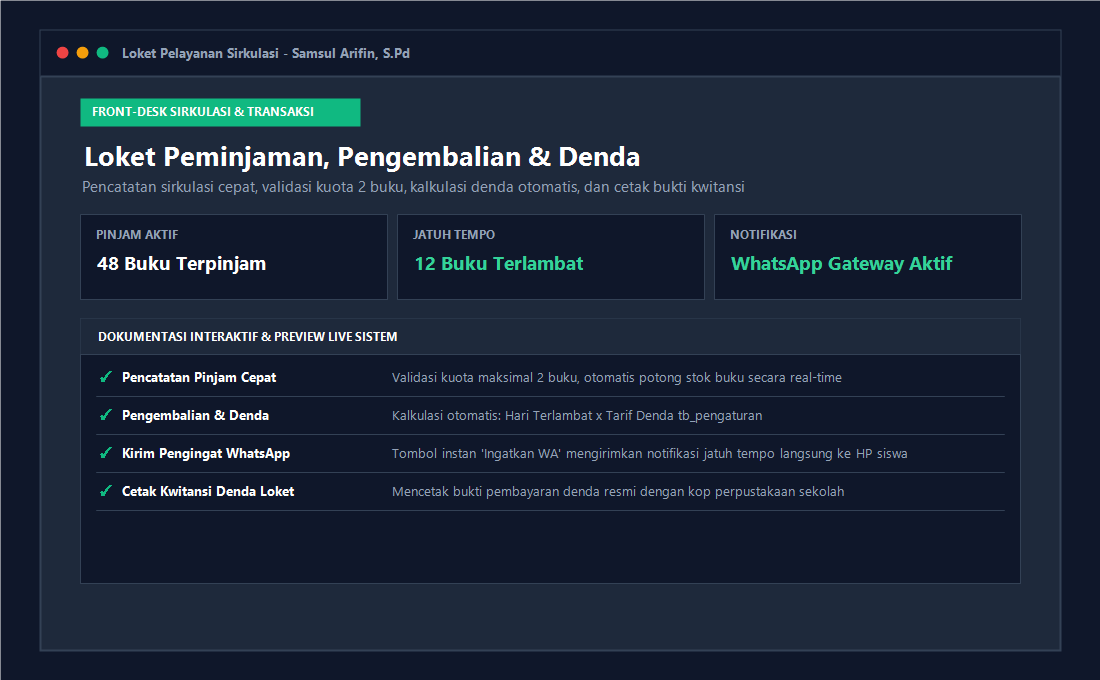 Loket Pelayanan Sirkulasi - Samsul Arifin, S.Pd
FRONT-DESK SIRKULASI & TRANSAKSI
Loket Peminjaman, Pengembalian & Denda
Pencatatan sirkulasi cepat, validasi kuota 2 buku, kalkulasi denda otomatis, dan cetak bukti kwitansi
PINJAM AKTIF
48 Buku Terpinjam
JATUH TEMPO
12 Buku Terlambat
NOTIFIKASI
WhatsApp Gateway Aktif
DOKUMENTASI INTERAKTIF & PREVIEW LIVE SISTEM
✓ Pencatatan Pinjam Cepat Validasi kuota maksimal 2 buku, otomatis potong stok buku secara real-time
✓ Pengembalian & Denda Kalkulasi otomatis: Hari Terlambat x Tarif Denda tb_pengaturan
✓ Kirim Pengingat WhatsApp Tombol instan 'Ingatkan WA' mengirimkan notifikasi jatuh tempo langsung ke HP siswa
✓ Cetak Kwitansi Denda Loket Mencetak bukti pembayaran denda resmi dengan kop perpustakaan sekolah